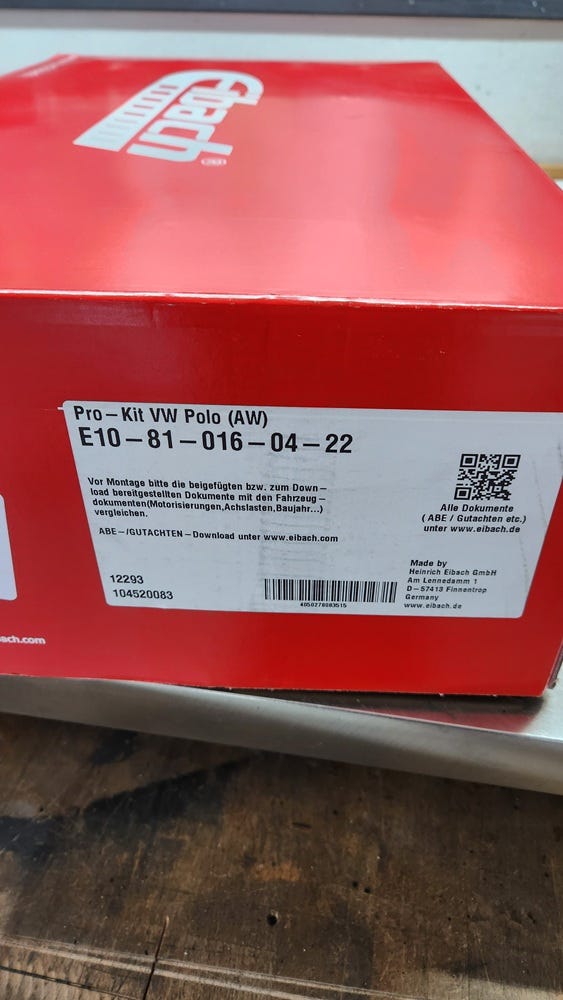 Eibach®
Pro-Kit VW Polo (AW)
E10-81-016-04-22
Vor Montage bitte die beigefügten bzw. zum Down-
load bereitgestellten Dokumente mit den Fahrzeug-
dokumenten(Motorisierungen,Achslasten,Baujahr...)
vergleichen.
ABE-/GUTACHTEN-Download unter www.eibach.com
Alle Dokumente
( ABE / Gutachten etc.)
unter www.eibach.de
12293
104520083
4050278083515
Made by
Heinrich Eibach GmbH
Am Lennedamm 1
D-57413 Finnentrop
Germany
www.eibach.de
ach.com